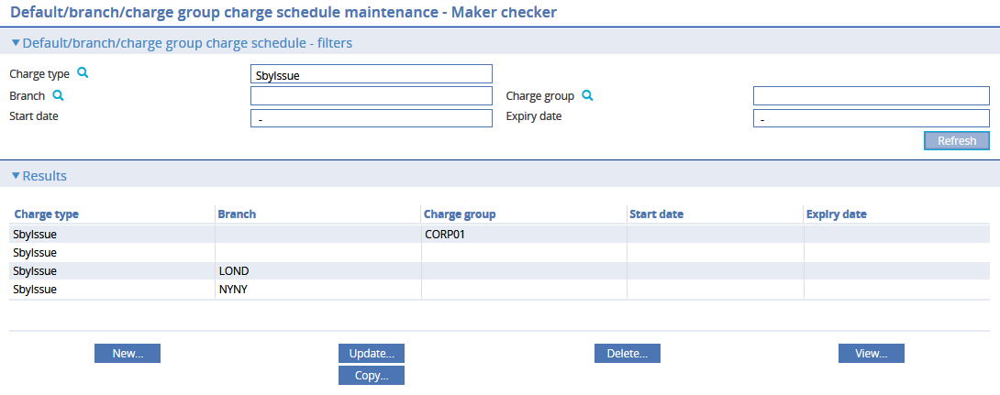 Default/branch/charge group charge schedule maintenance - Maker checker
Default/branch/charge group charge schedule - filters
Charge type SbyIssue
Branch Charge group
Start date - Expiry date -
Refresh
Results
Charge type Branch Charge group Start date Expiry date
SbyIssue CORP01
SbyIssue
SbyIssue LOND
SbyIssue NYNY
New... Update... Delete... View...
Copy...